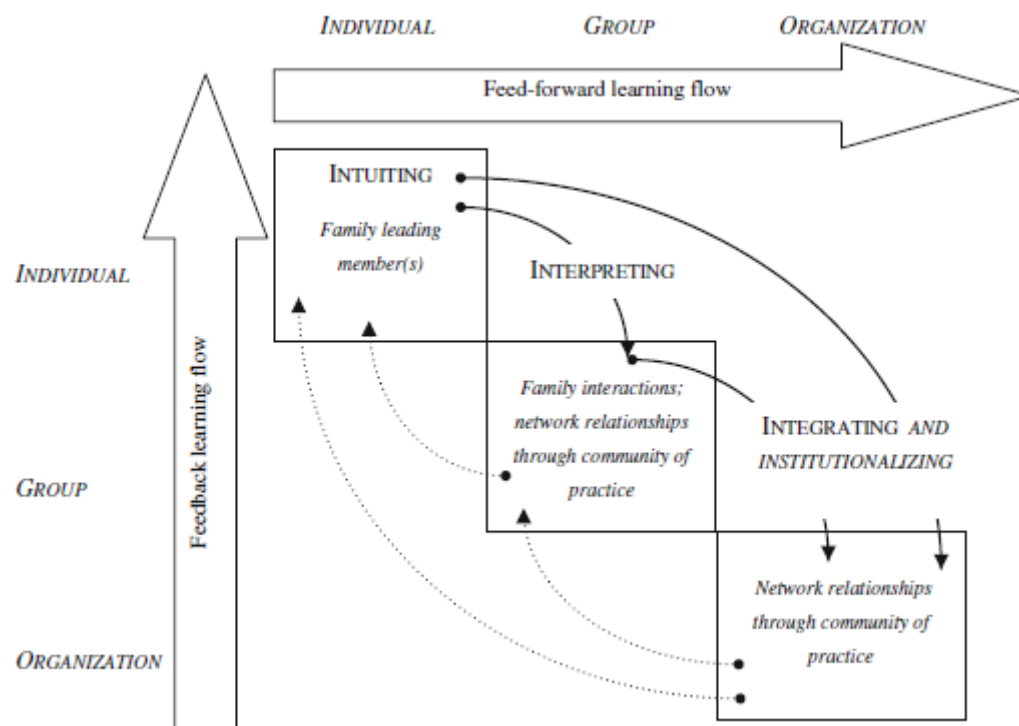 INDIVIDUAL GROUP ORGANIZATION
Feed-forward learning flow
INTUITING
Family leading
member(s)
INDIVIDUAL
INTERPRETING
Feedback learning flow
Family interactions;
network relationships
through community of
practice
INTEGRATING AND
INSTITUTIONALIZING
GROUP
Network relationships
through community of
practice
ORGANIZATION